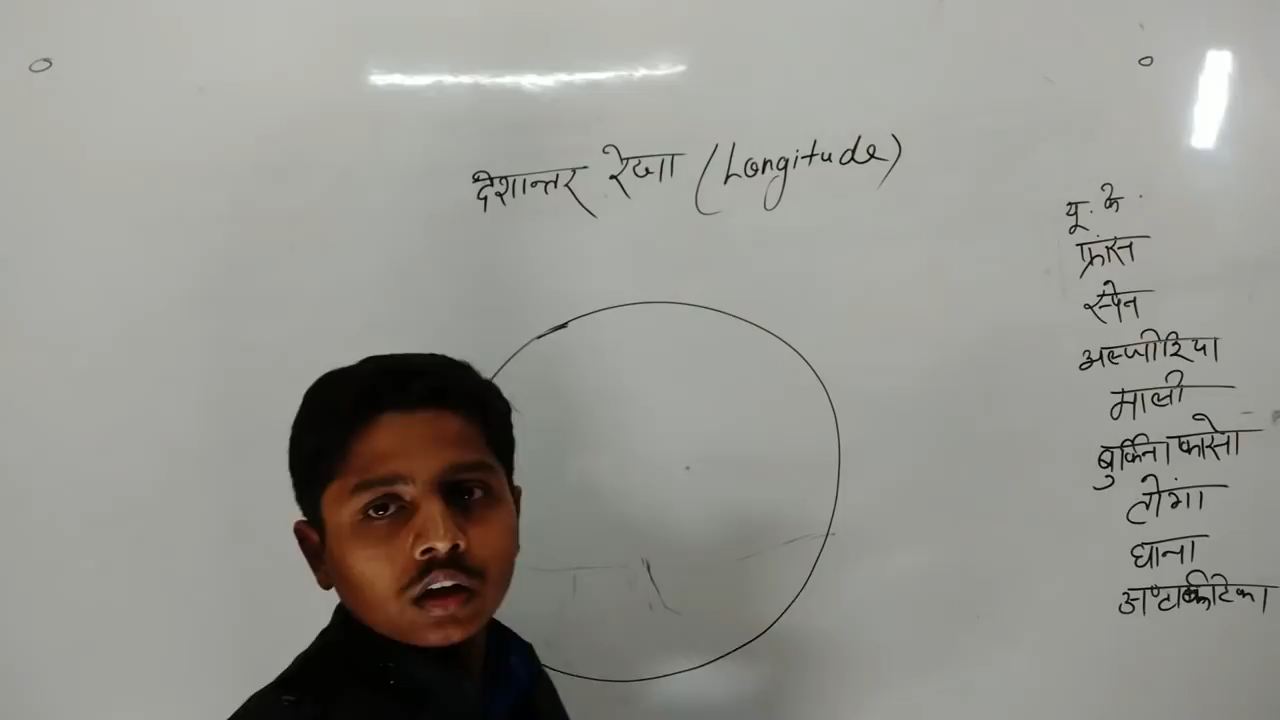 देशान्तर रेखा (Longitude)
यू. के.
फ्रांस
स्पेन
अल्जीरिया
माली
बुर्किना फासो
तोगा
घाना
अण्टार्कटिका